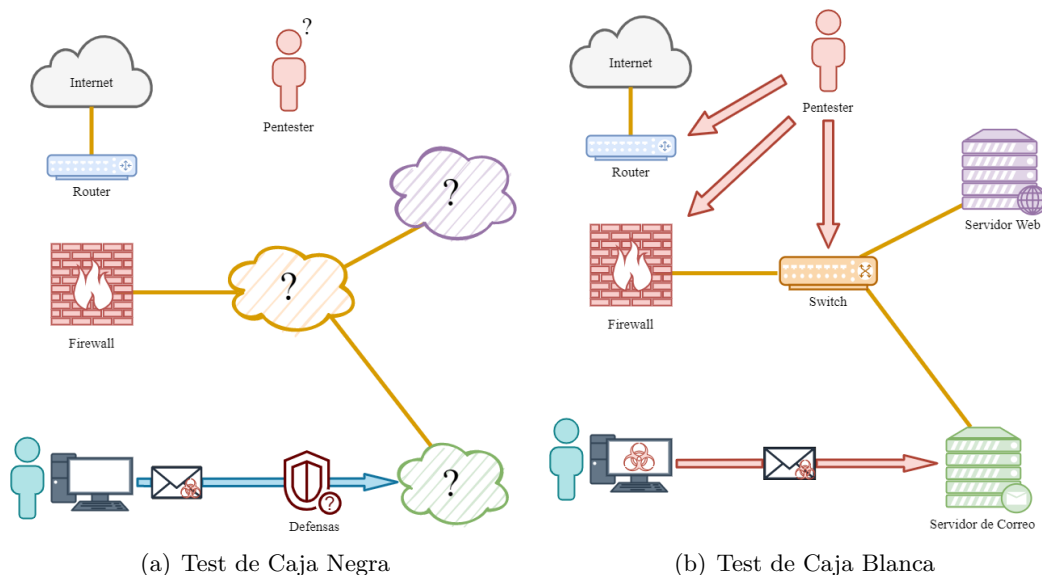 ?
Internet
Pentester
Router
?
?
Firewall
Defensas
?
?
(a) Test de Caja Negra
Internet
Pentester
Router
Servidor Web
Switch
Firewall
Servidor de Correo
(b) Test de Caja Blanca